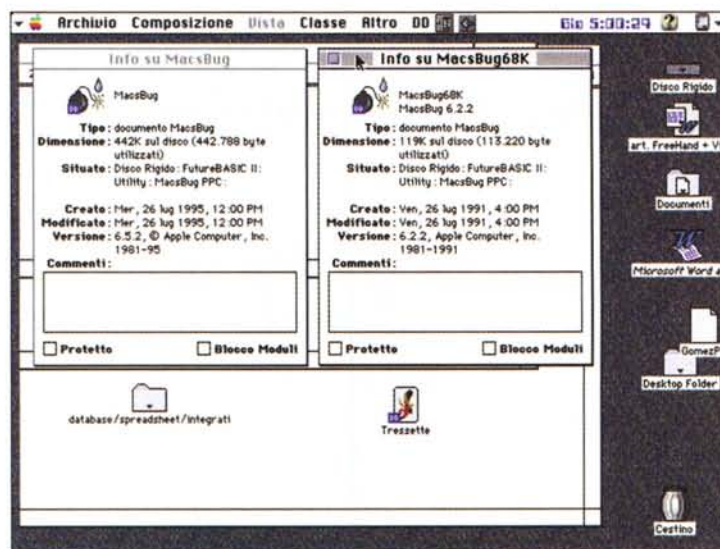 Archivio Composizione Vista Classe Altro DD Gio 5:00:29
Info su MacsBug
MacsBug
Tipo: documento MacsBug
Dimensione: 442K sul disco (442.788 byte
utilizzati)
Situato: Disco Rigido: FutureBASIC II:
Utility: MacsBug PPC:
Creato: Mer, 26 lug 1995, 12:00 PM
Modificato: Mer, 26 lug 1995, 12:00 PM
Versione: 6.5.2, © Apple Computer, Inc.
1981-95
Commenti:
Protetto
Blocco Moduli
Info su MacsBug68K
MacsBug68K
MacsBug 6.2.2
Tipo: documento MacsBug
Dimensione: 119K sul disco (113.220 byte
utilizzati)
Situato: Disco Rigido: FutureBASIC II:
Utility: MacsBug PPC:
Creato: Ven, 26 lug 1991, 4:00 PM
Modificato: Ven, 26 lug 1991, 4:00 PM
Versione: 6.2.2, Apple Computer, Inc.
1981-1991
Commenti:
Protetto
Blocco Moduli
database/spreadsheet/integrati
Tressette
Disco Rigido
art. FreeHand + V
Documenti
Microsoft Word
GomezP
Desktop Folder
Cestino